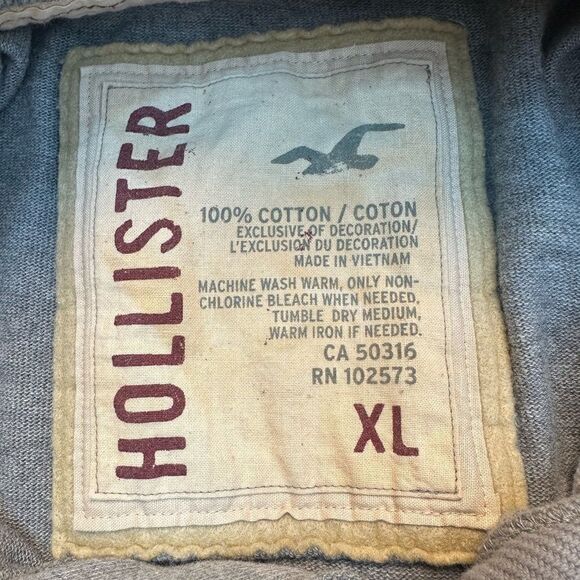 HOLLISTER
100% COTTON / COTON
EXCLUSIVE OF DECORATION/
L'EXCLUSION DU DECORATION
MADE IN VIETNAM
MACHINE WASH WARM, ONLY NON-
CHLORINE BLEACH WHEN NEEDED,
TUMBLE DRY MEDIUM,
WARM IRON IF NEEDED.
CA 50316
RN 102573
XL